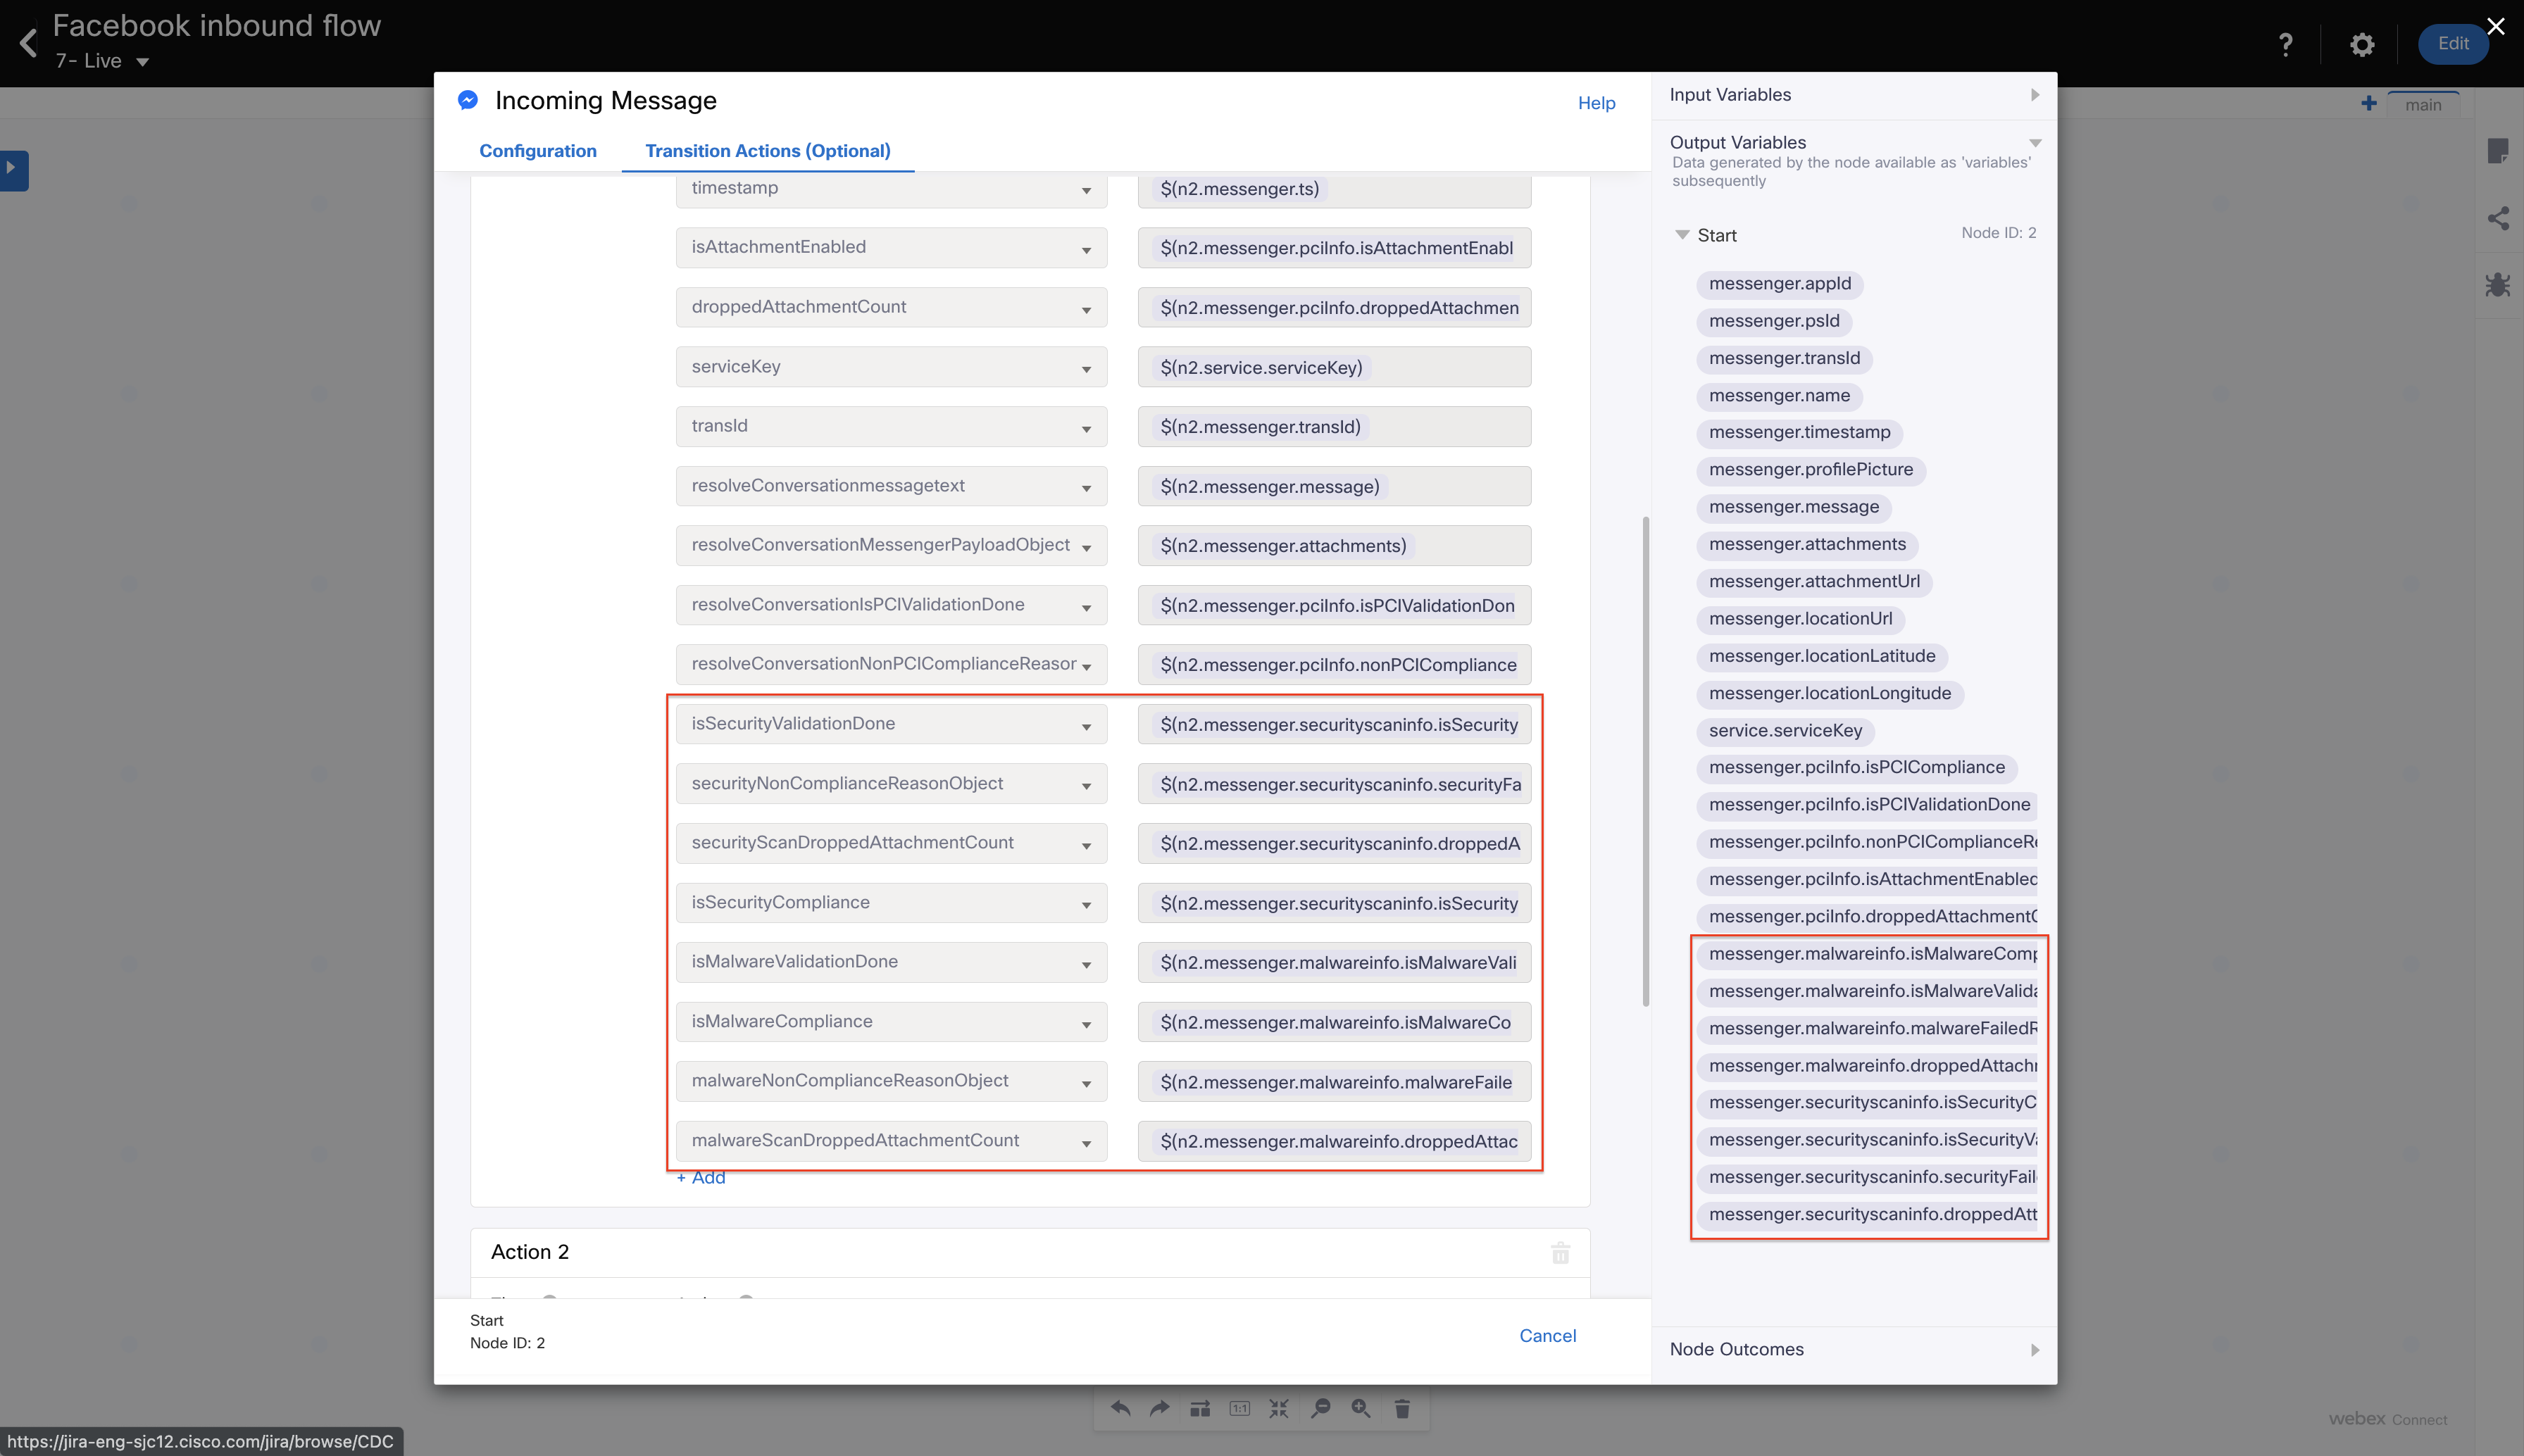 Facebook inbound flow
7- Live
?
Edit
main
Incoming Message
Help
Configuration
Transition Actions (Optional)
timestamp
$(n2.messenger.ts)
isAttachmentEnabled
$(n2.messenger.pciInfo.isAttachmentEnabl
droppedAttachmentCount
$(n2.messenger.pciInfo.droppedAttachmen
serviceKey
$(n2.service.serviceKey)
transId
$(n2.messenger.transId)
resolveConversationmessagetext
$(n2.messenger.message)
resolveConversationMessengerPayloadObject
$(n2.messenger.attachments)
resolveConversationIsPCIValidationDone
$(n2.messenger.pciInfo.isPCIValidationDon
resolveConversationNonPCIComplianceReasor
$(n2.messenger.pciInfo.nonPCICompliance
isSecurityValidationDone
$(n2.messenger.securityscaninfo.isSecurity
securityNonComplianceReasonObject
$(n2.messenger.securityscaninfo.securityFa
securityScanDroppedAttachmentCount
$(n2.messenger.securityscaninfo.droppedA
isSecurityCompliance
$(n2.messenger.securityscaninfo.isSecurity
isMalwareValidationDone
$(n2.messenger.malwareinfo.isMalwareVali
isMalwareCompliance
$(n2.messenger.malwareinfo.isMalwareCo
malwareNonComplianceReasonObject
$(n2.messenger.malwareinfo.malwareFaile
malwareScanDroppedAttachmentCount
$(n2.messenger.malwareinfo.droppedAttac
+ Add
Action 2
Start
Node ID: 2
Cancel
Input Variables
Output Variables
Data generated by the node available as 'variables'
subsequently
Start
Node ID: 2
messenger.appId
messenger.psId
messenger.transId
messenger.name
messenger.timestamp
messenger.profilePicture
messenger.message
messenger.attachments
messenger.attachmentUrl
messenger.locationUrl
messenger.locationLatitude
messenger.locationLongitude
service.serviceKey
messenger.pciInfo.isPCICompliance
messenger.pciInfo.isPCIValidationDone
messenger.pciInfo.nonPCIComplianceRe
messenger.pciInfo.isAttachmentEnabled
messenger.pciInfo.droppedAttachmentC
messenger.malwareinfo.isMalwareComp
messenger.malwareinfo.isMalwareValida
messenger.malwareinfo.malwareFailedR
messenger.malwareinfo.droppedAttachm
messenger.securityscaninfo.isSecurityC
messenger.securityscaninfo.isSecurityVa
messenger.securityscaninfo.securityFail
messenger.securityscaninfo.droppedAtt
Node Outcomes
1:1
webex Connect
https://jira-eng-sjc12.cisco.com/jira/browse/CDC